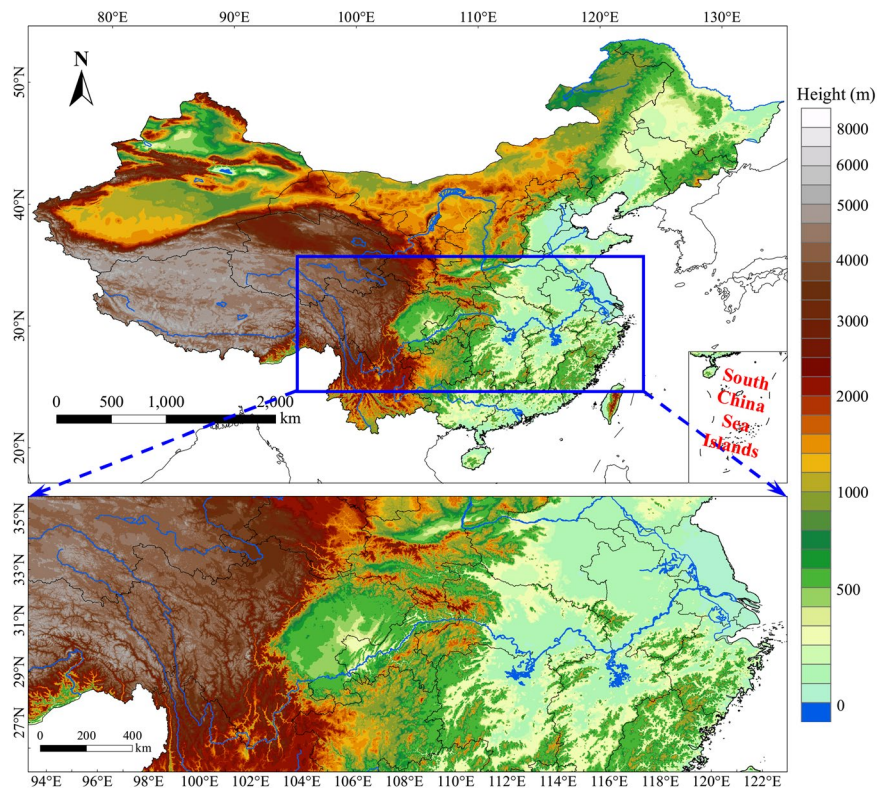 80°E 90°E 100°E 110°E 120°E 130°E
N
50°N
40°N
30°N
20°N
Height (m)
8000
6000
5000
4000
3000
2000
1000
500
0
0 500 1,000 2,000
km
South
China
Sea
Islands
35°N
33°N
31°N
29°N
27°N
0 200 400
km
94°E 96°E 98°E 100°E 102°E 104°E 106°E 108°E 110°E 112°E 114°E 116°E 118°E 120°E 122°E